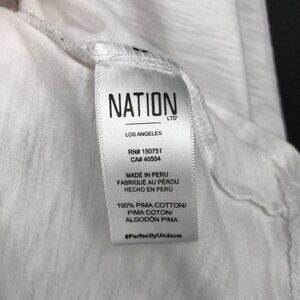 NATION
LTD
LOS ANGELES
RN# 150751
CA# 40554
MADE IN PERU
FABRIQUÉ AU PÉROU
HECHO EN PERÚ
100% PIMA COTTON/
PIMA COTON/
ALGODÓN PIMA
#PerfectlyUndone